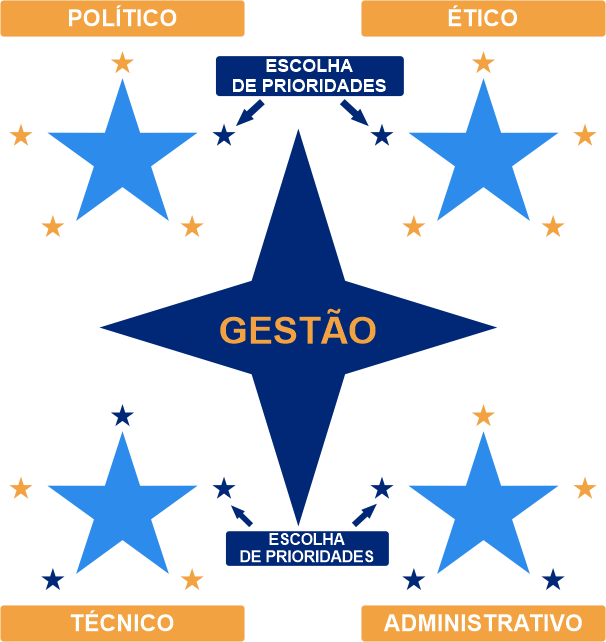 POLÍTICO
ÉTICO
ESCOLHA
DE PRIORIDADES
GESTÃO
ESCOLHA
DE PRIORIDADES
TÉCNICO
ADMINISTRATIVO